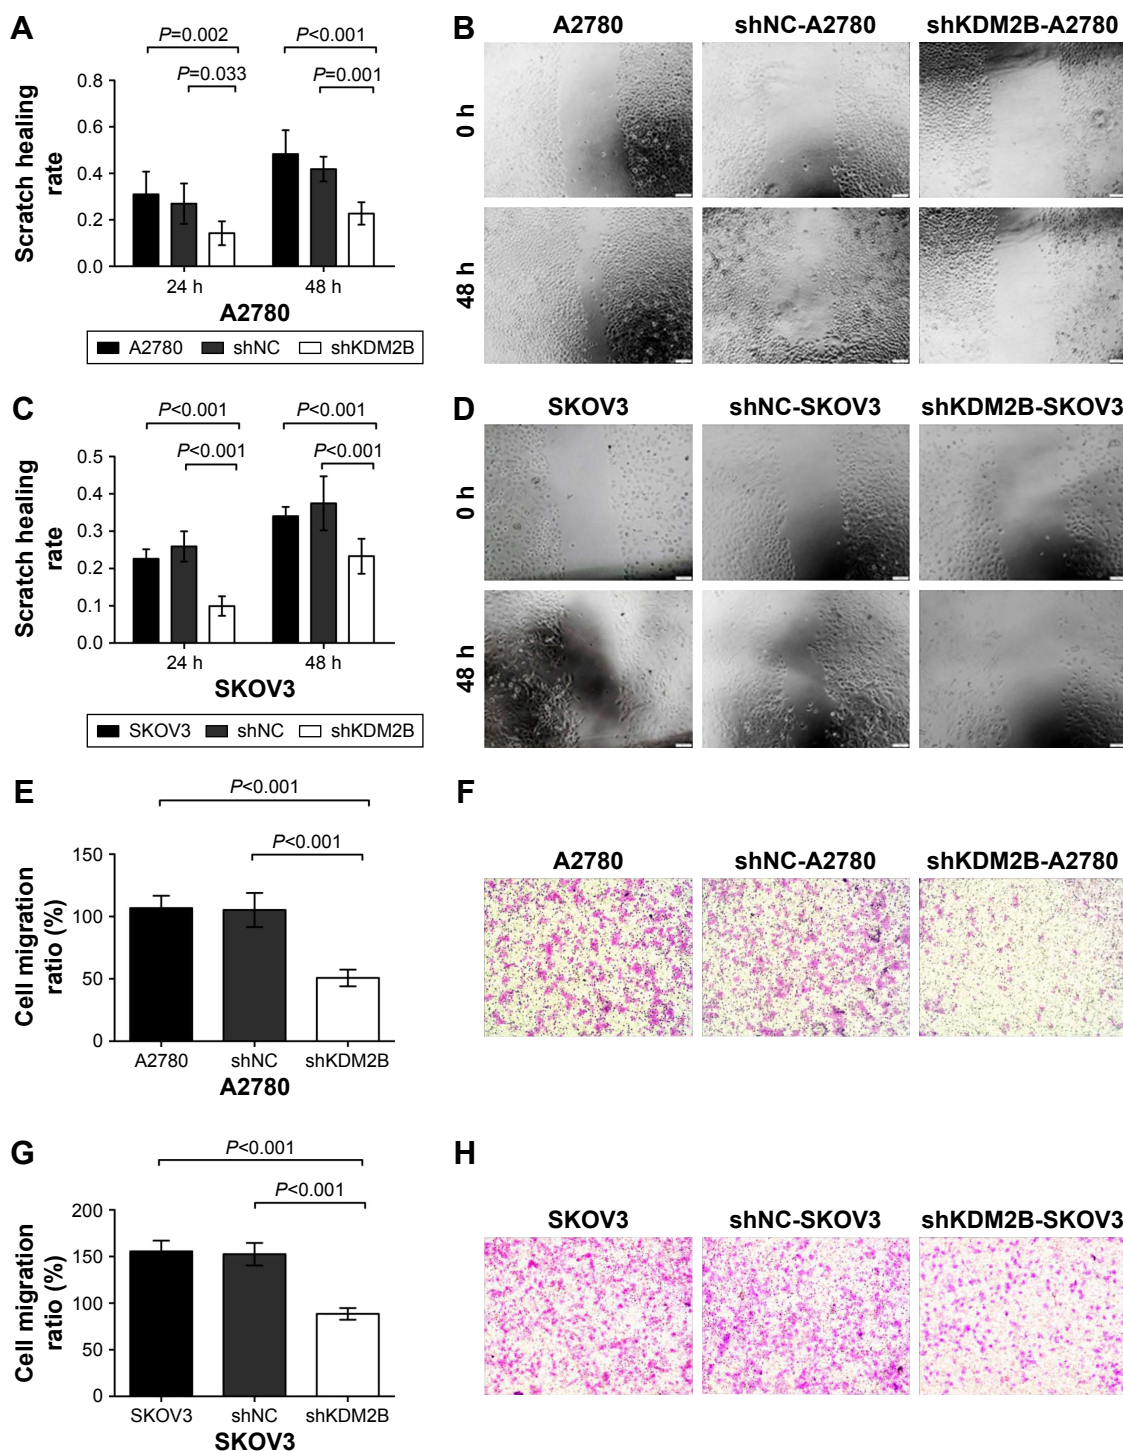 A
P=0.002
P<0.001
P=0.033
P=0.001
0.8
0.6
0.4
0.2
0.0
Scratch healing
rate
24 h
48 h
A2780
A2780 shNC shKDM2B
B
A2780 shNC-A2780 shKDM2B-A2780
0 h
48 h
C
P<0.001
P<0.001
P<0.001
P<0.001
0.5
0.4
0.3
0.2
0.1
0.0
Scratch healing
rate
24 h
48 h
SKOV3
SKOV3 shNC shKDM2B
D
SKOV3 shNC-SKOV3 shKDM2B-SKOV3
0 h
48 h
E
P<0.001
P<0.001
150
100
50
0
Cell migration
ratio (%)
A2780 shNC shKDM2B
A2780
F
A2780 shNC-A2780 shKDM2B-A2780
G
P<0.001
P<0.001
200
150
100
50
0
Cell migration
ratio (%)
SKOV3 shNC shKDM2B
SKOV3
H
SKOV3 shNC-SKOV3 shKDM2B-SKOV3